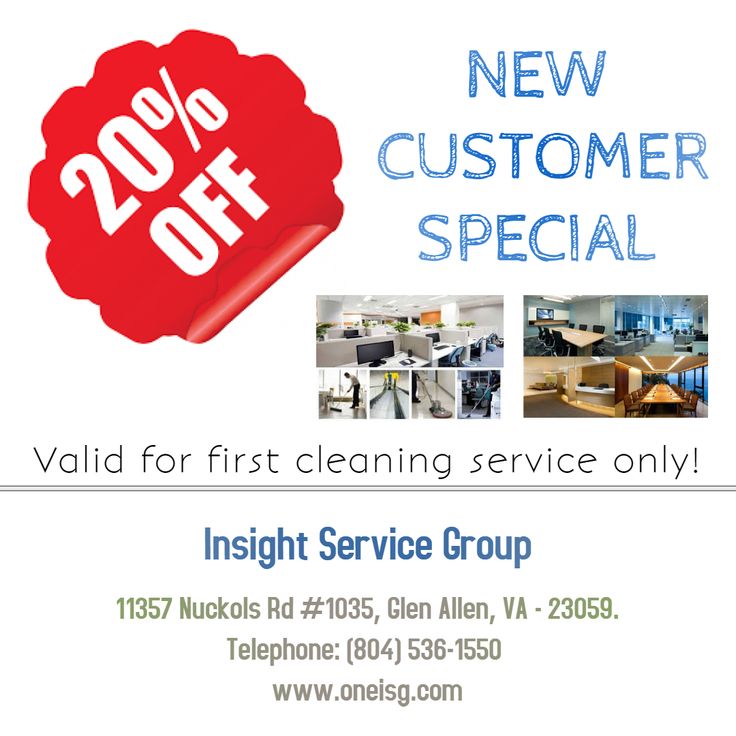 20%
OFF
NEW
CUSTOMER
SPECIAL
Valid for first cleaning service only!
Insight Service Group
11357 Nuckols Rd #1035, Glen Allen, VA - 23059.
Telephone: (804) 536-1550
www.oneisg.com